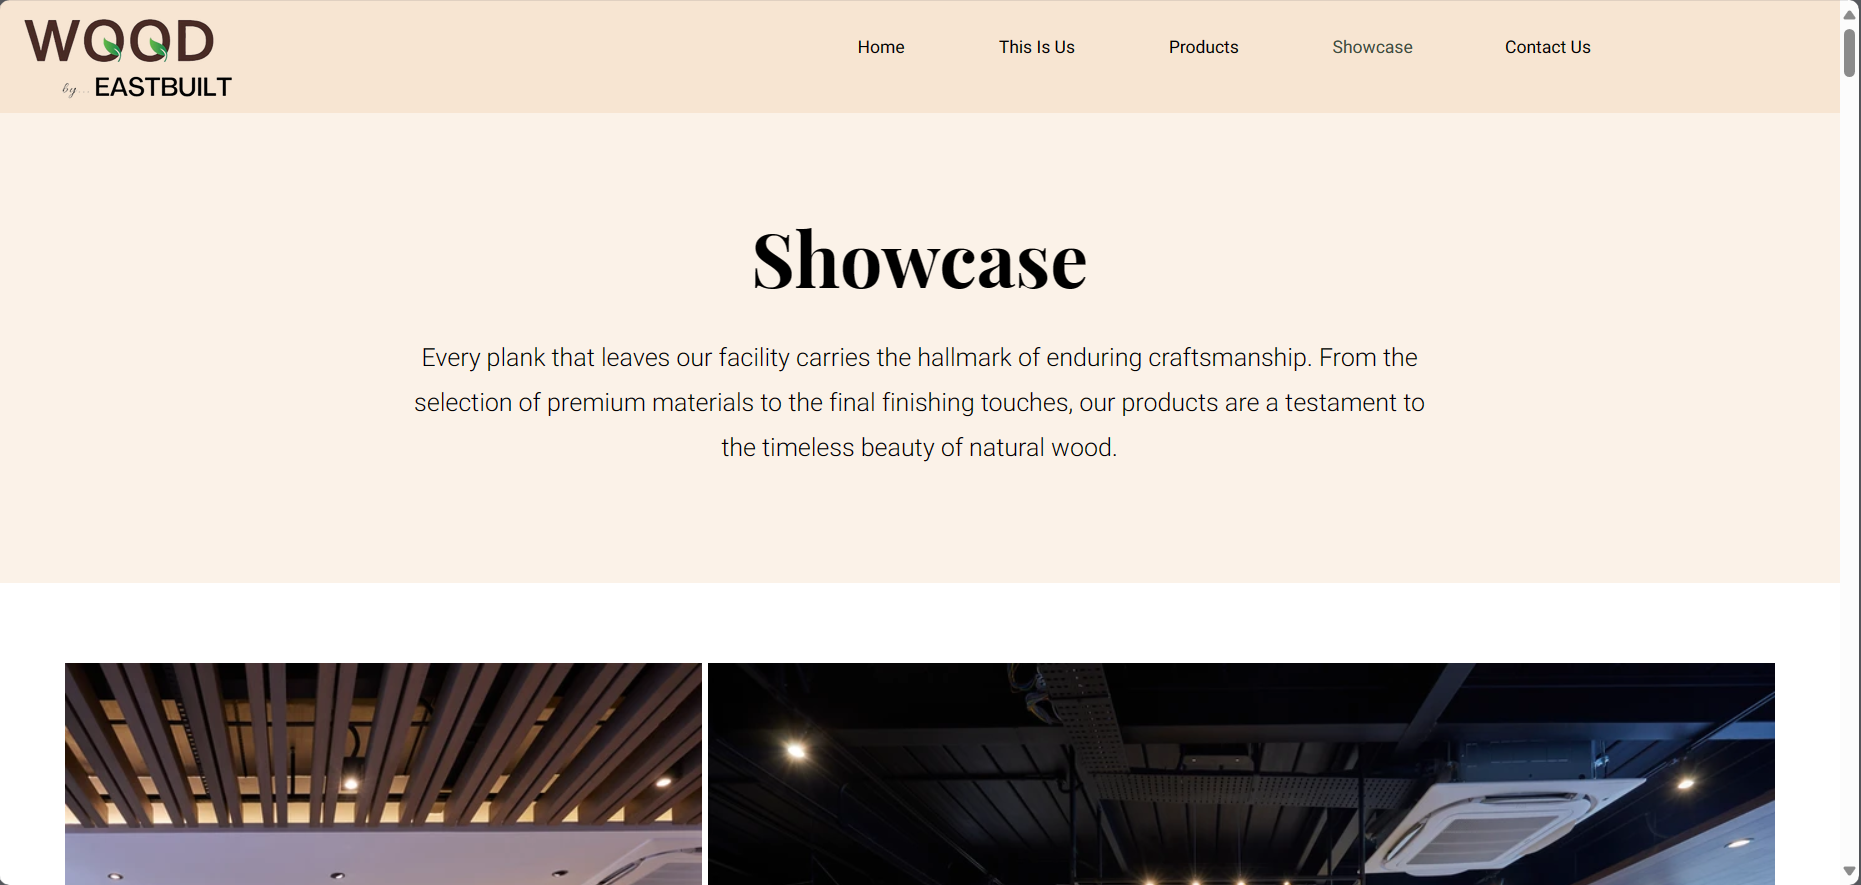 WOOD
by... EASTBUILT
Home
This Is Us
Products
Showcase
Contact Us
Showcase
Every plank that leaves our facility carries the hallmark of enduring craftsmanship. From the
selection of premium materials to the final finishing touches, our products are a testament to
the timeless beauty of natural wood.